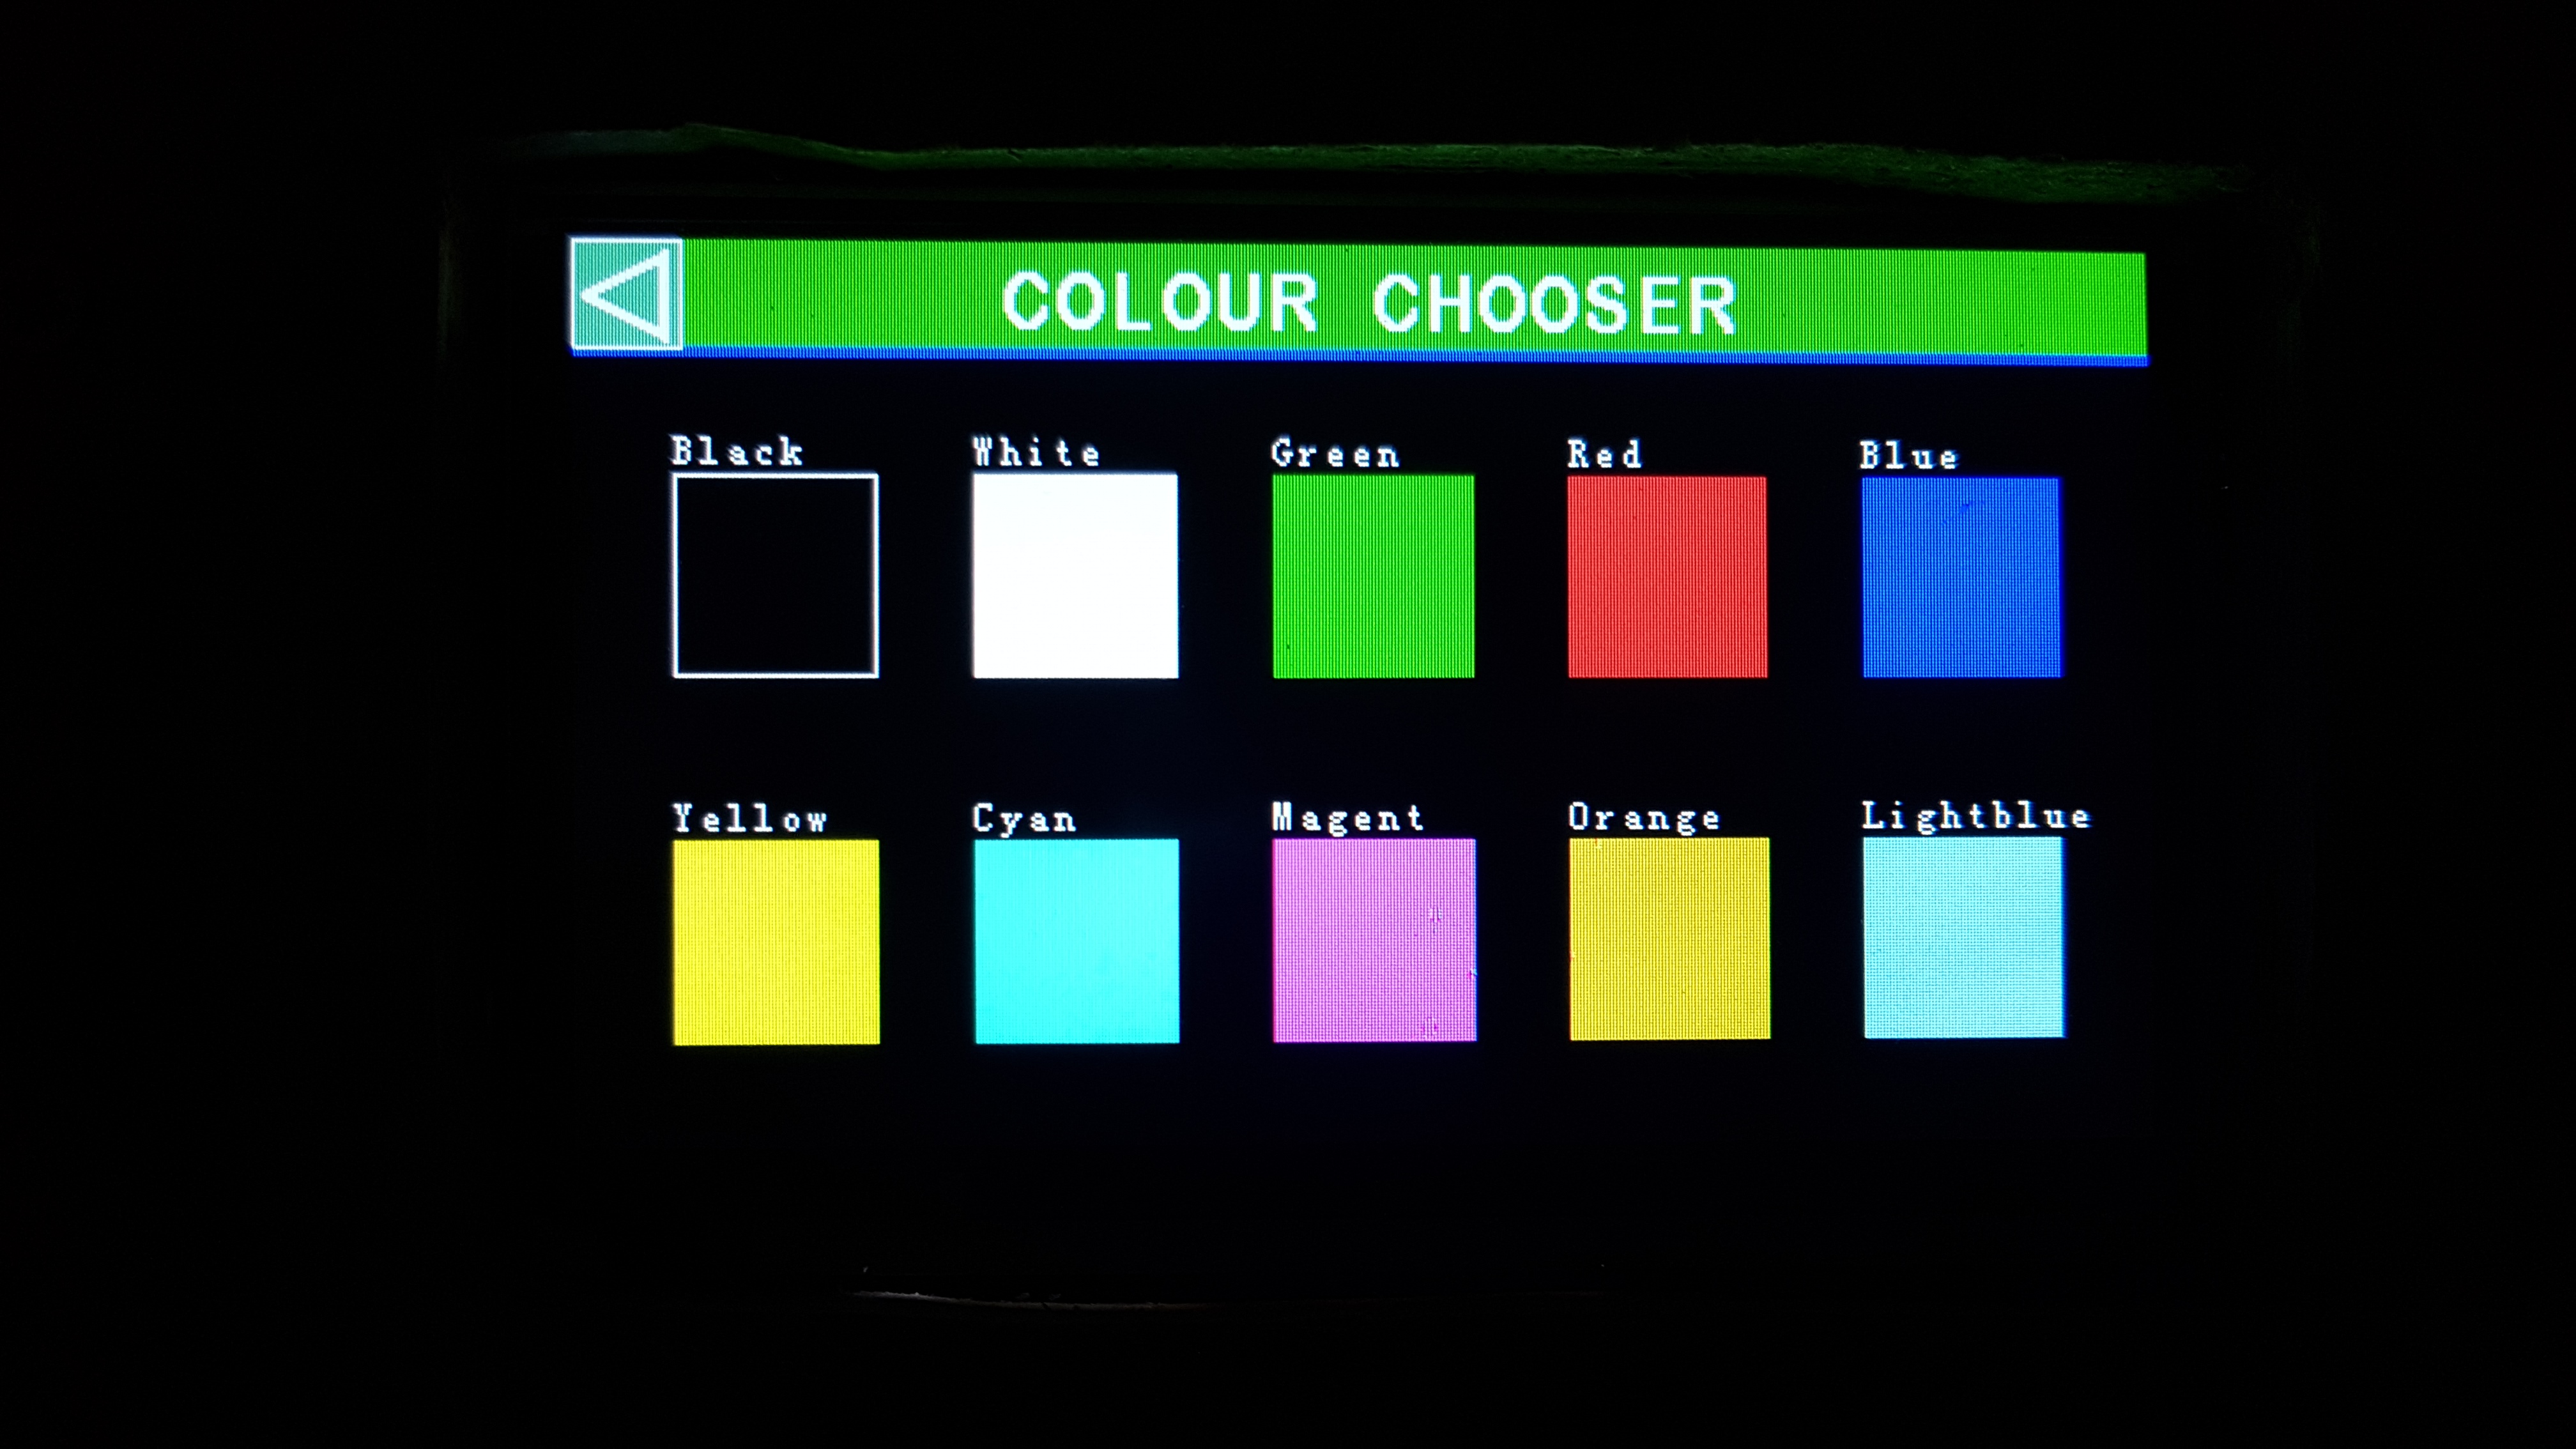 COLOUR CHOOSER
Black White Green Red Blue
Yellow Cyan Magent Orange Lightblue